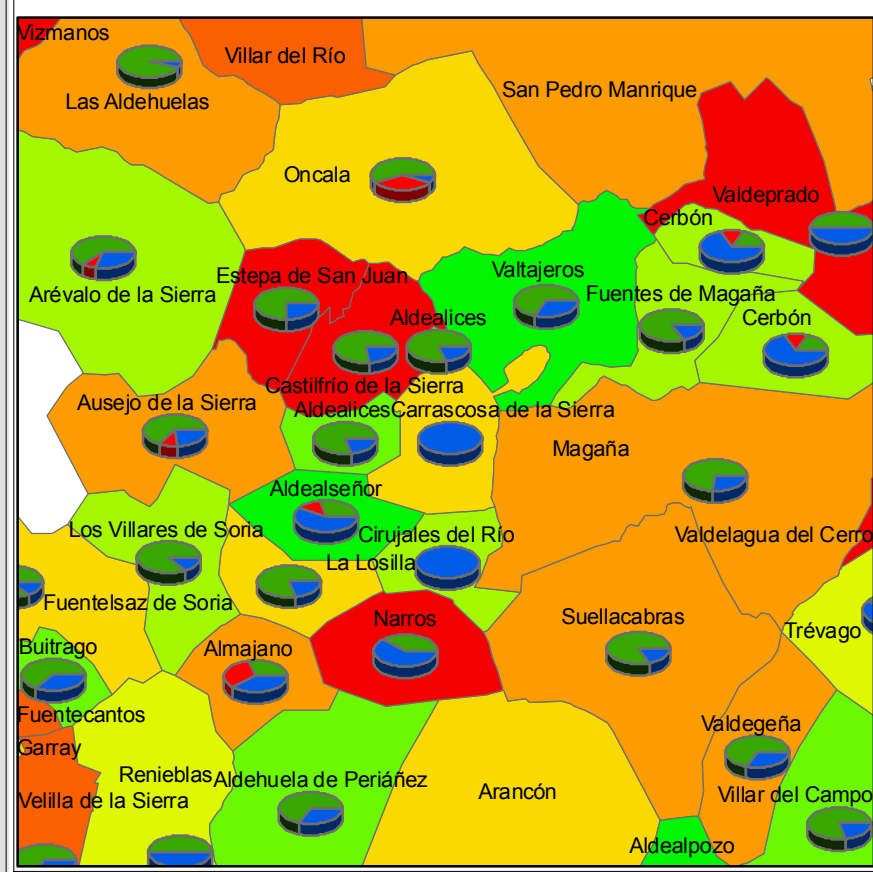 Vizmanos
Villar del Río
Las Aldehuelas
San Pedro Manrique
Oncala
Valdeprado
Cerbón
Arévalo de la Sierra
Estepa de San Juan
Valtajeros
Fuentes de Magaña
Aldealices
Cerbón
Castilfrío de la Sierra
Ausejo de la Sierra
Aldealices
Carrascosa de la Sierra
Magaña
Aldealseñor
Los Villares de Soria
Cirujales del Río
Valdelagua del Cerro
La Losilla
Fuentelsaz de Soria
Narros
Suellacabras
Trévago
Buitrago
Almajano
Fuentecantos
Valdegeña
Garray
Renieblas
Aldehuela de Periáñez
Arancón
Villar del Campo
Velilla de la Sierra
Aldealpozo